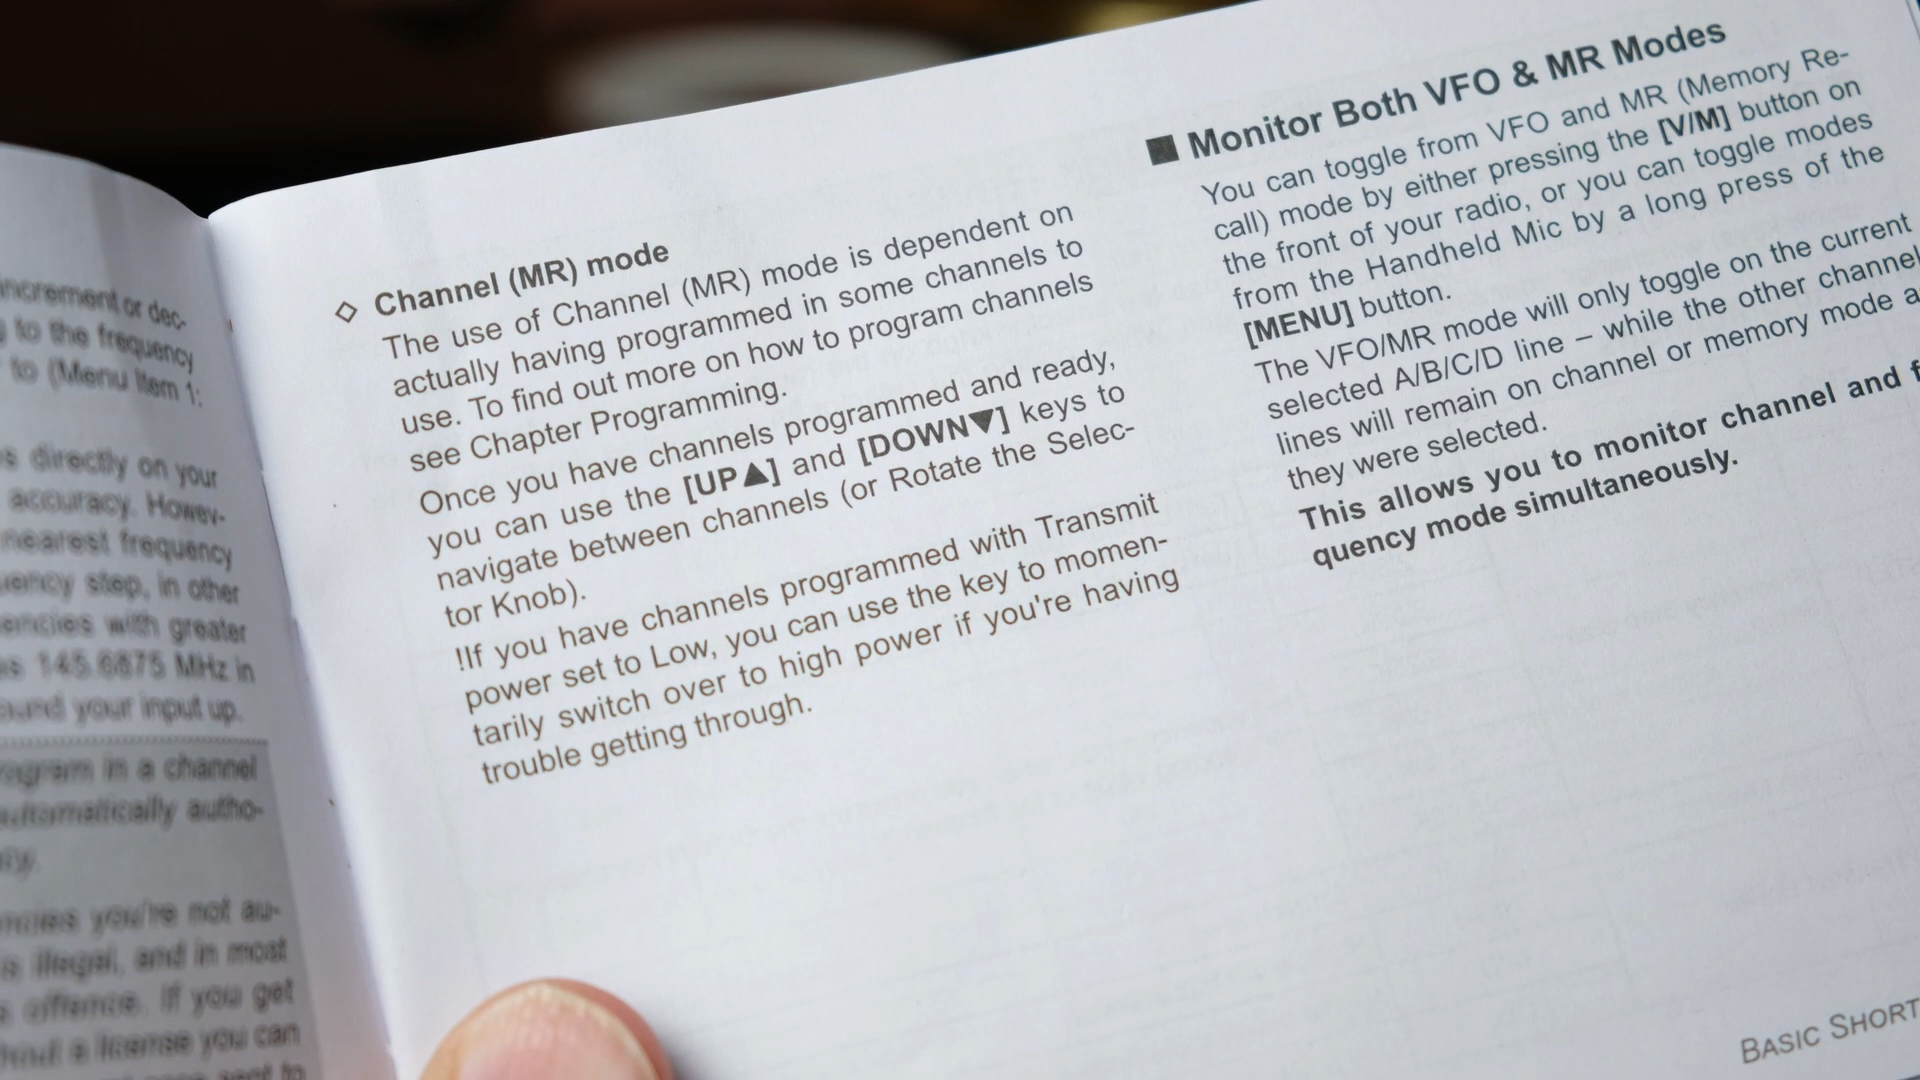 increment or dec-
to the frequency
to (Menu Item 1:
directly on your
accuracy. Howev-
nearest frequency
step, in other
with greater
145.6875 MHz in
your input up.
in a channel
automatically autho-
you're not au-
illegal, and in most
offence. If you get
a license you can
sent to
◇ Channel (MR) mode
The use of Channel (MR) mode is dependent on
actually having programmed in some channels to
use. To find out more on how to program channels
see Chapter Programming.
Once you have channels programmed and ready,
you can use the [UP▲] and [DOWN▼] keys to
navigate between channels (or Rotate the Selec-
tor Knob).
!If you have channels programmed with Transmit
power set to Low, you can use the key to momen-
tarily switch over to high power if you're having
trouble getting through.
■ Monitor Both VFO & MR Modes
You can toggle from VFO and MR (Memory Re-
call) mode by either pressing the [V/M] button on
the front of your radio, or you can toggle modes
from the Handheld Mic by a long press of the
[MENU] button.
The VFO/MR mode will only toggle on the current
selected A/B/C/D line – while the other channel
lines will remain on channel or memory mode
they were selected.
This allows you to monitor channel and
quency mode simultaneously.
BASIC SHORT